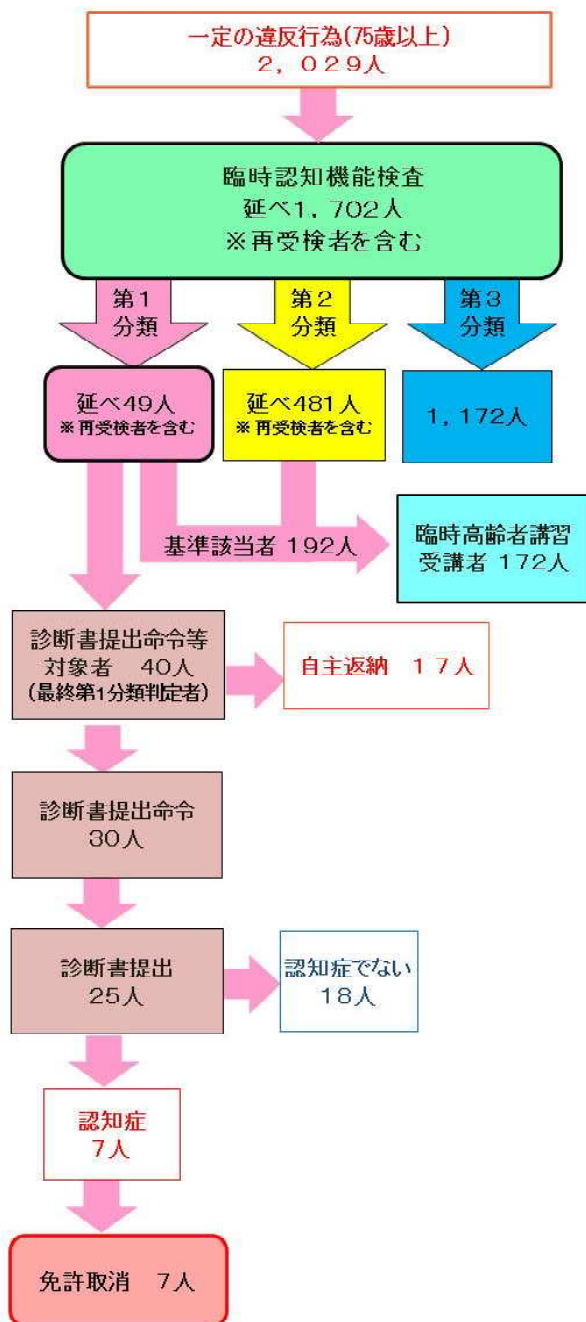 一定の違反行為(75歳以上)
２，０２９人
臨時認知機能検査
延べ１，７０２人
※再受検者を含む
第１
分類
第２
分類
第３
分類
延べ49人
※再受検者を含む
延べ481人
※再受検者を含む
１，１７２人
基準該当者 １９２人
臨時高齢者講習
受講者 １７２人
診断書提出命令等
対象者　４０人
(最終第1分類判定者)
自主返納　１７人
診断書提出命令
３０人
診断書提出
２５人
認知症でない
１８人
認知症
７人
免許取消　７人